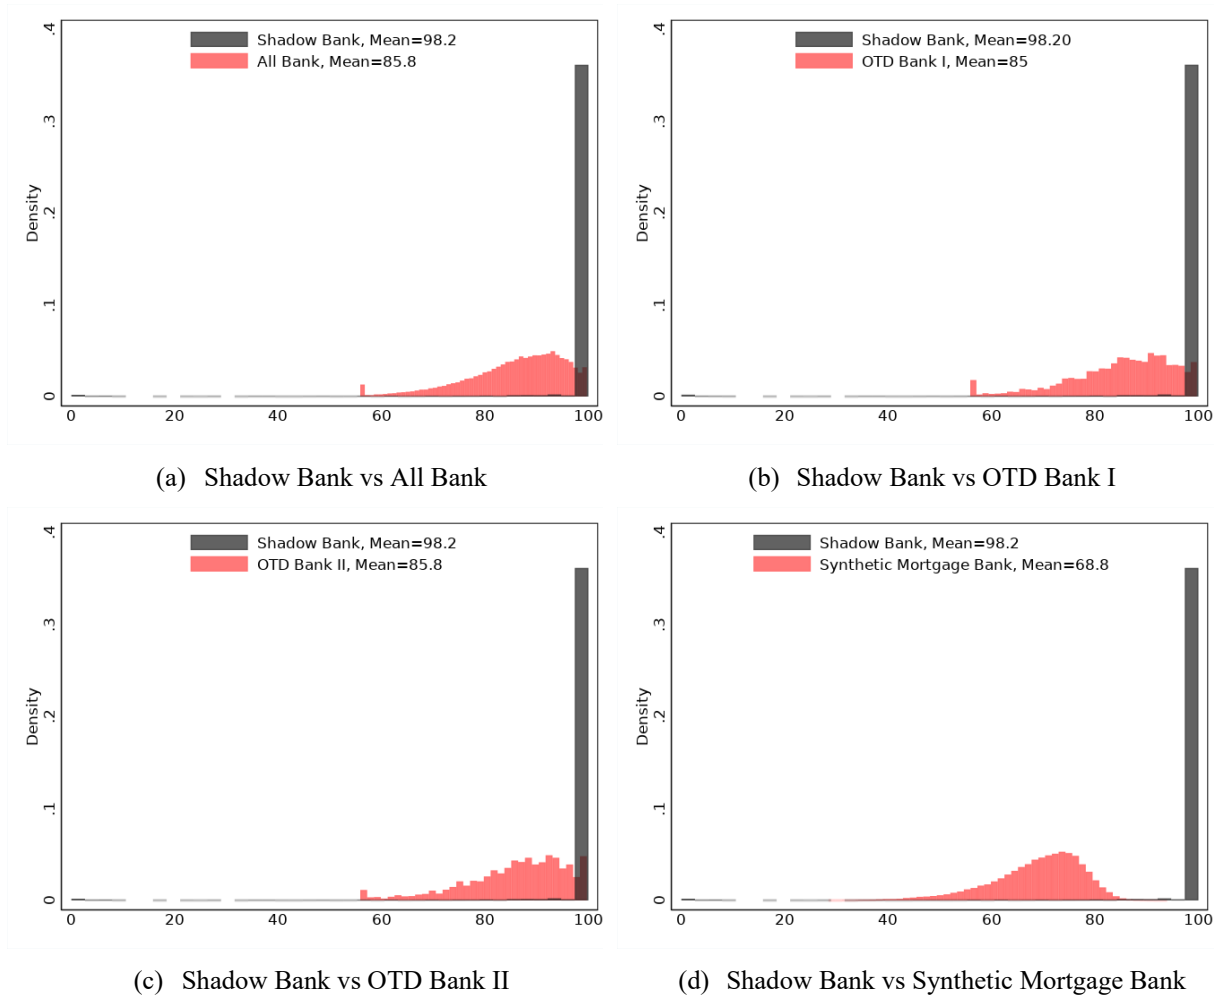 Shadow Bank, Mean=98.2
All Bank, Mean=85.8
Density
.4
.3
.2
.1
0
0 20 40 60 80 100
(a) Shadow Bank vs All Bank
Shadow Bank, Mean=98.20
OTD Bank I, Mean=85
Density
.4
.3
.2
.1
0
0 20 40 60 80 100
(b) Shadow Bank vs OTD Bank I
Shadow Bank, Mean=98.2
OTD Bank II, Mean=85.8
Density
.4
.3
.2
.1
0
0 20 40 60 80 100
(c) Shadow Bank vs OTD Bank II
Shadow Bank, Mean=98.2
Synthetic Mortgage Bank, Mean=68.8
Density
.4
.3
.2
.1
0
0 20 40 60 80 100
(d) Shadow Bank vs Synthetic Mortgage Bank